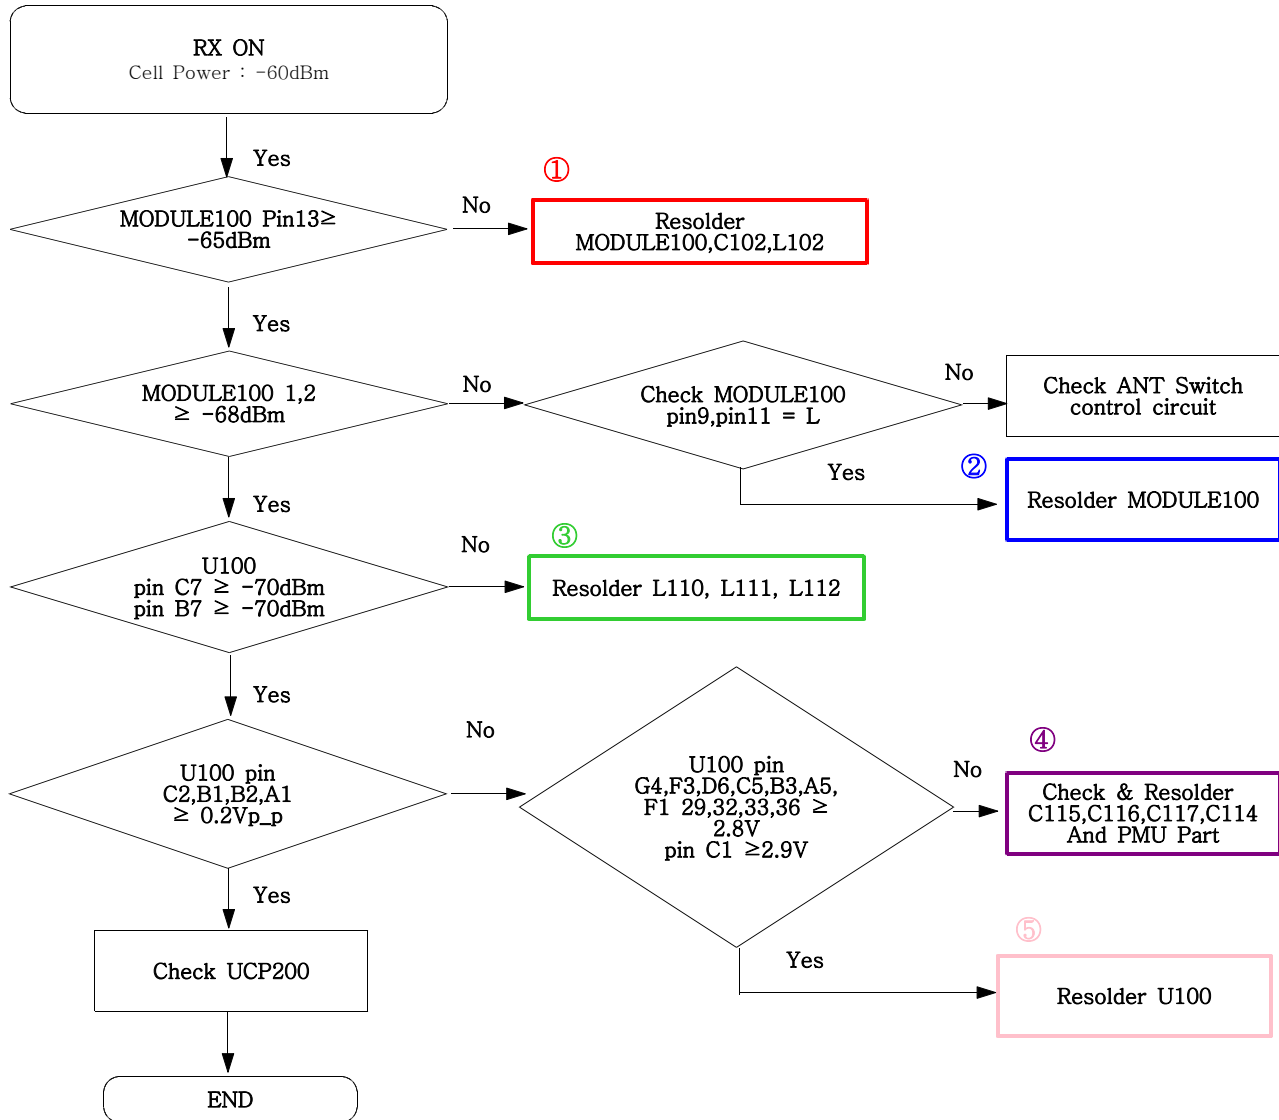 RX ON
Cell Power : -60dBm
Yes
①
MODULE100 Pin13≥
-65dBm
No
Resolder
MODULE100,C102,L102
Yes
MODULE100 1,2
≥ -68dBm
No
Check MODULE100
pin9,pin11 = L
No
Check ANT Switch
control circuit
Yes
②
Resolder MODULE100
Yes
U100
pin C7 ≥ -70dBm
pin B7 ≥ -70dBm
No
③
Resolder L110, L111, L112
Yes
U100 pin
C2,B1,B2,A1
≥ 0.2Vp_p
No
U100 pin
G4,F3,D6,C5,B3,A5,
F1 29,32,33,36 ≥
2.8V
pin C1 ≥2.9V
No
④
Check & Resolder
C115,C116,C117,C114
And PMU Part
Yes
⑤
Resolder U100
Yes
Check UCP200
END